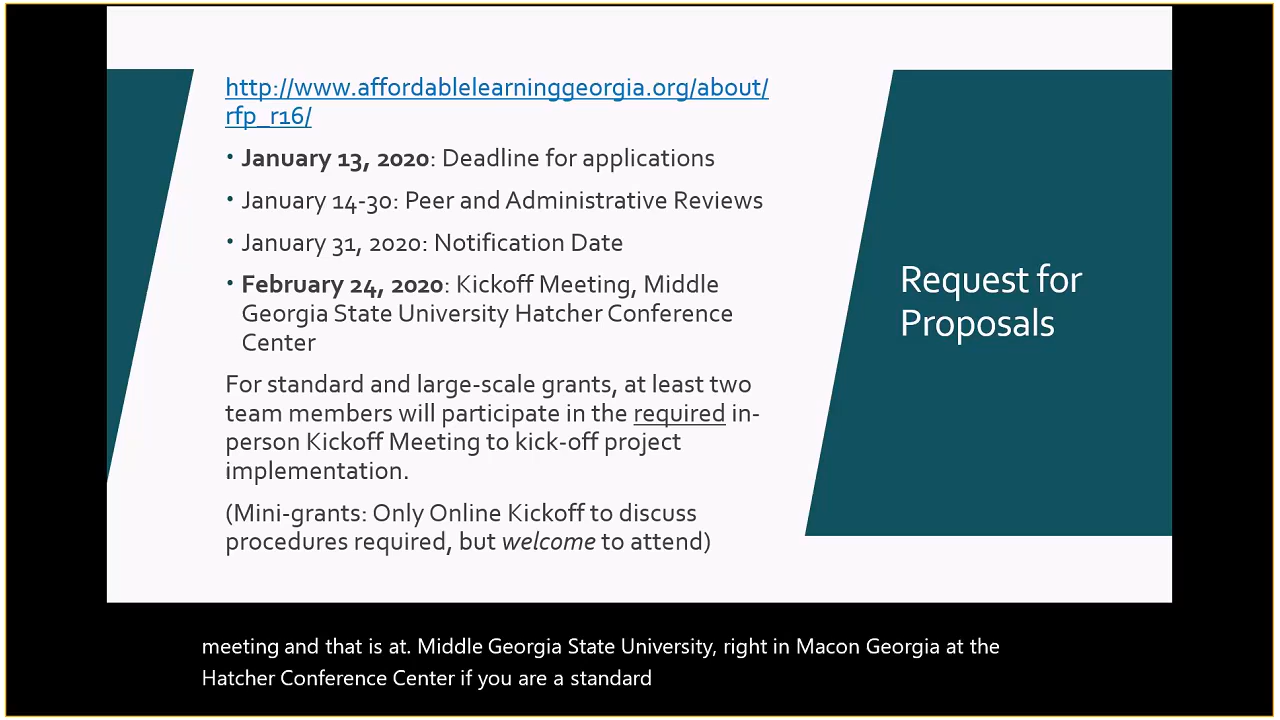 http://www.affordablelearninggeorgia.org/about/
rfp_r16/
• January 13, 2020: Deadline for applications
• January 14-30: Peer and Administrative Reviews
• January 31, 2020: Notification Date
• February 24, 2020: Kickoff Meeting, Middle
Georgia State University Hatcher Conference
Center
For standard and large-scale grants, at least two
team members will participate in the required in-
person Kickoff Meeting to kick-off project
implementation.
(Mini-grants: Only Online Kickoff to discuss
procedures required, but welcome to attend)
Request for
Proposals
meeting and that is at. Middle Georgia State University, right in Macon Georgia at the
Hatcher Conference Center if you are a standard